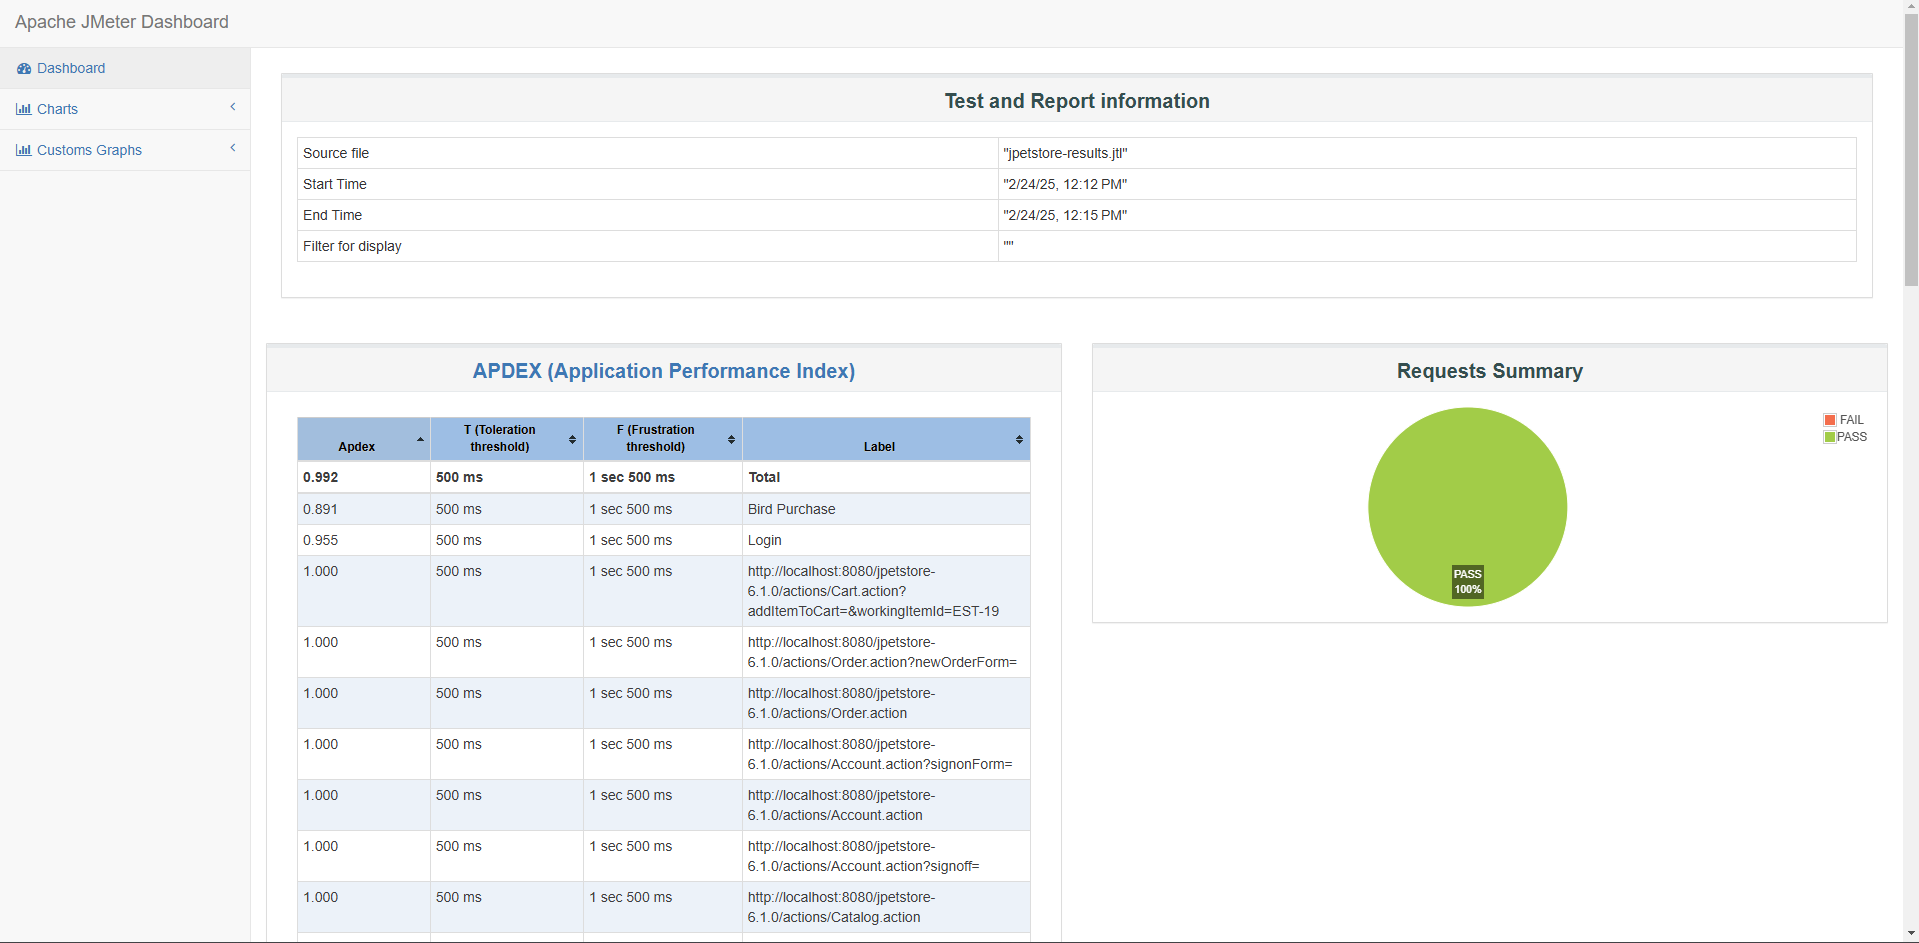 Apache JMeter Dashboard
Dashboard
Charts
Customs Graphs
Test and Report information
Source file "jpetstore-results.jtl"
Start Time "2/24/25, 12:12 PM"
End Time "2/24/25, 12:15 PM"
Filter for display ""
APDEX (Application Performance Index)
Apdex T (Toleration threshold) F (Frustration threshold) Label
0.992 500 ms 1 sec 500 ms Total
0.891 500 ms 1 sec 500 ms Bird Purchase
0.955 500 ms 1 sec 500 ms Login
1.000 500 ms 1 sec 500 ms http://localhost:8080/jpetstore-
6.1.0/actions/Cart.action?
addItemToCart=&workingItemId=EST-19
1.000 500 ms 1 sec 500 ms http://localhost:8080/jpetstore-
6.1.0/actions/Order.action?newOrderForm=
1.000 500 ms 1 sec 500 ms http://localhost:8080/jpetstore-
6.1.0/actions/Order.action
1.000 500 ms 1 sec 500 ms http://localhost:8080/jpetstore-
6.1.0/actions/Account.action?signonForm=
1.000 500 ms 1 sec 500 ms http://localhost:8080/jpetstore-
6.1.0/actions/Account.action
1.000 500 ms 1 sec 500 ms http://localhost:8080/jpetstore-
6.1.0/actions/Account.action?signoff=
1.000 500 ms 1 sec 500 ms http://localhost:8080/jpetstore-
6.1.0/actions/Catalog.action
Requests Summary
FAIL
PASS
PASS
100%